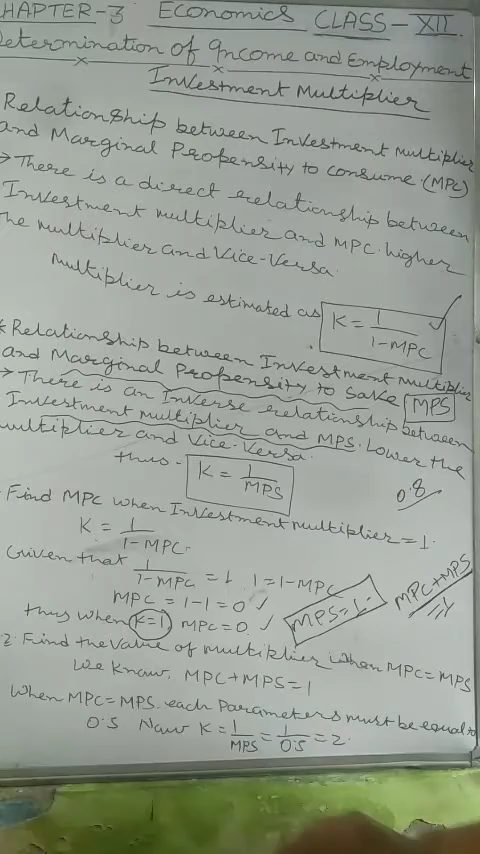 HAPTER-3 Economics CLASS-XII
Determination of Income and Employment
Investment Multiplier
Relationship between Investment multiplier
and Marginal Propensity to consume (MPC)
→ There is a direct relationship between
Investment multiplier and MPC. higher
the multiplier and Vice-Versa.
Multiplier is estimated as K = 1/1-MPC
* Relationship between Investment Multiplier
and Marginal Propensity to Save MPS
→ There is an Inverse relationship between
Investment multiplier and MPS. Lower the
multiplier and Vice-Versa.
thus - K = 1/MPS
0.8
Find MPC when Investment multiplier = 1.
K = 1/1-MPC
Given that 1/1-MPC = 1 1 = 1-MPC
MPC = 1-1 = 0 ✓
thus when K=1 MPC = 0. ✓ MPS=1- MPC+MPS =1
2. Find the Value of multiplier when MPC = MPS
We Know, MPC + MPS = 1
When MPC = MPS. each Parameters must be equal to
0.5 Now K = 1/MPS = 1/0.5 = 2.